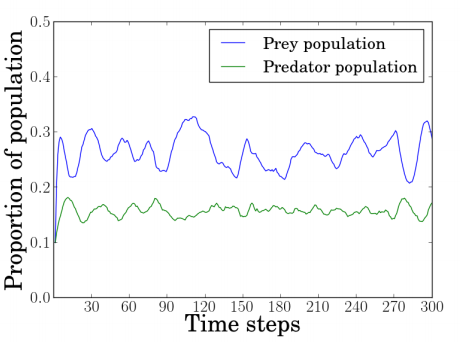 0.5
Prey population
Predator population
0.4
0.3
0.2
0.1
0.0
Proportion of population
30 60 90 120 150 180 210 240 270 300
Time steps